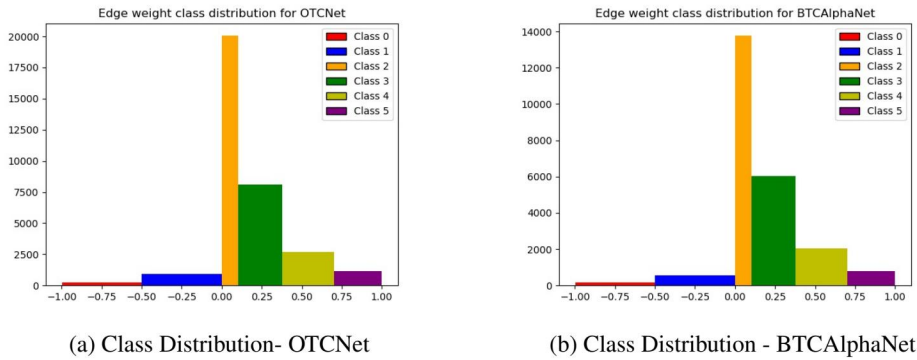 Edge weight class distribution for OTCNet
20000
17500
15000
12500
10000
7500
5000
2500
0
−1.00 −0.75 −0.50 −0.25 0.00 0.25 0.50 0.75 1.00
Class 0
Class 1
Class 2
Class 3
Class 4
Class 5
(a) Class Distribution- OTCNet
Edge weight class distribution for BTCAlphaNet
14000
12000
10000
8000
6000
4000
2000
0
−1.00 −0.75 −0.50 −0.25 0.00 0.25 0.50 0.75 1.00
Class 0
Class 1
Class 2
Class 3
Class 4
Class 5
(b) Class Distribution - BTCAlphaNet